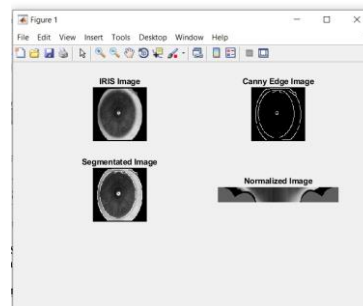 Figure 1
File Edit View Insert Tools Desktop Window Help
IRIS Image
Canny Edge Image
Segmentated Image
Normalized Image